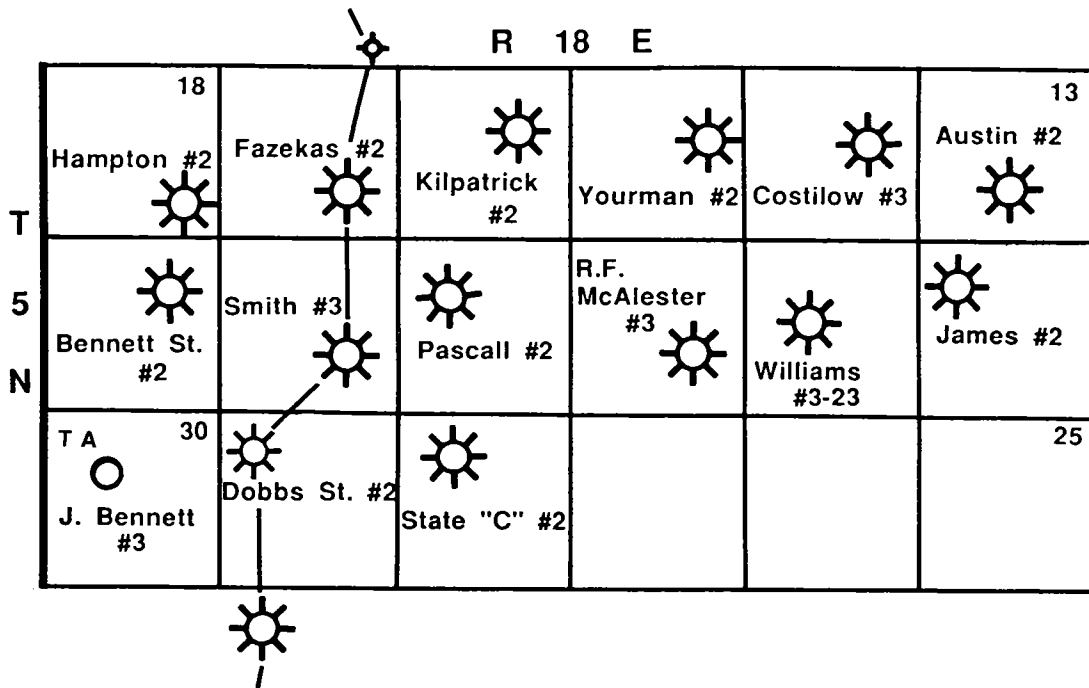 R 18 E
18
13
Hampton #2
Fazekas #2
Kilpatrick
#2
Yourman #2
Costilow #3
Austin #2
T
5
N
Bennett St.
#2
Smith #3
Pascall #2
R.F.
McAlester
#3
Williams
#3-23
James #2
T A
30
J. Bennett
#3
Dobbs St. #2
State "C" #2
25